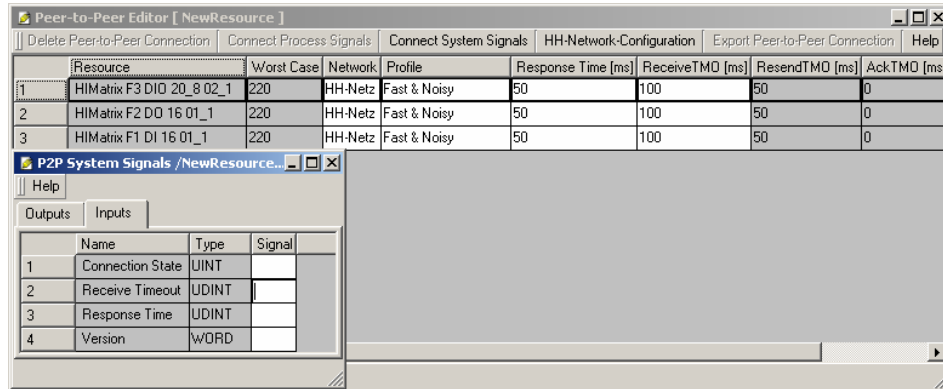 Peer-to-Peer Editor [ NewResource ]
Delete Peer-to-Peer Connection Connect Process Signals Connect System Signals HH-Network-Configuration Export Peer-to-Peer Connection Help
Resource Worst Case Network Profile Response Time [ms] ReceiveTMO [ms] ResendTMO [ms] AckTMO [ms
1 HIMatrix F3 DIO 20_8 02_1 220 HH-Netz Fast & Noisy 50 100 50 0
2 HIMatrix F2 DO 16 01_1 220 HH-Netz Fast & Noisy 50 100 50 0
3 HIMatrix F1 DI 16 01_1 220 HH-Netz Fast & Noisy 50 100 50 0
P2P System Signals /NewResource...
Help
Outputs Inputs
Name Type Signal
1 Connection State UINT
2 Receive Timeout UDINT
3 Response Time UDINT
4 Version WORD